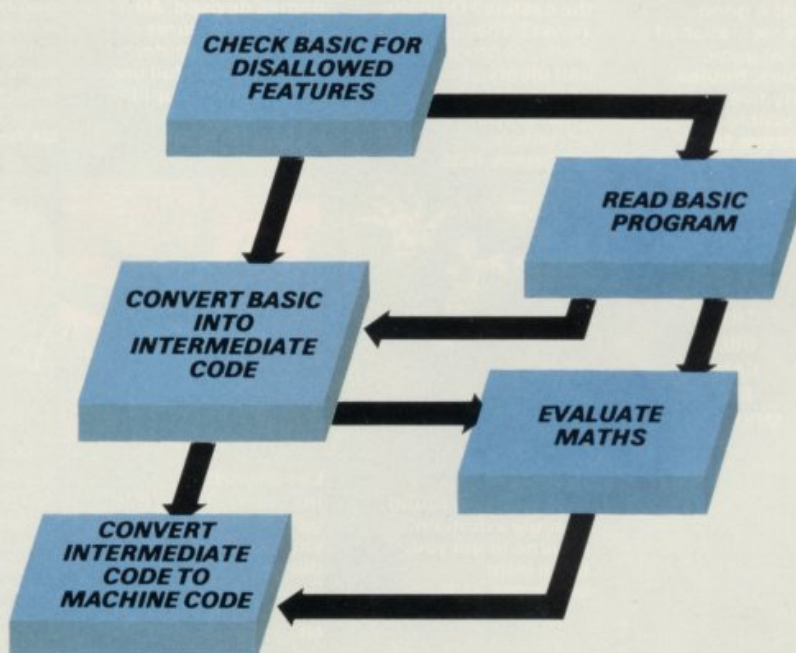 CHECK BASIC FOR
DISALLOWED
FEATURES
READ BASIC
PROGRAM
CONVERT BASIC
INTO
INTERMEDIATE
CODE
EVALUATE
MATHS
CONVERT
INTERMEDIATE
CODE TO
MACHINE CODE